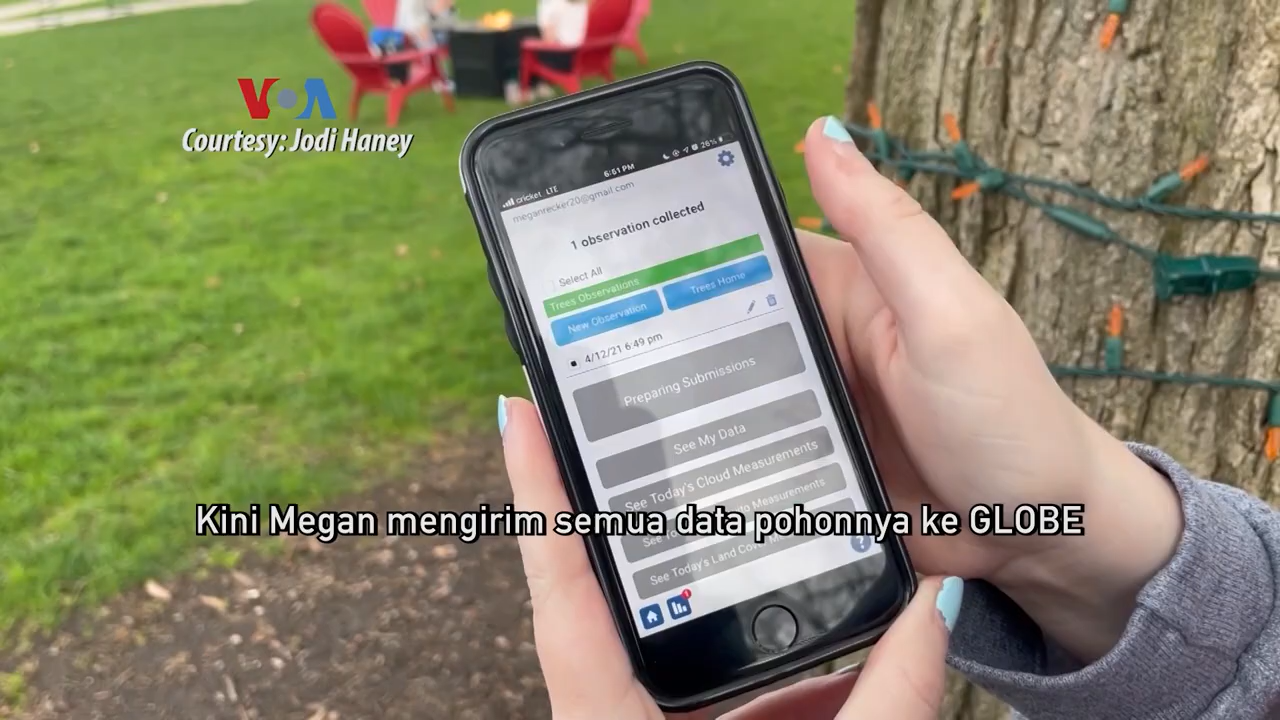 VOA
Courtesy: Jodi Haney
cricket LTE 6:51 PM 26%
meganrecker20@gmail.com
1 observation collected
Select All
Trees Observations
New Observation Trees Home
4/12/21 6:49 pm
Preparing Submissions
See My Data
See Today's Cloud Measurements
Measurements
See Today's Land Cover
Kini Megan mengirim semua data pohonnya ke GLOBE